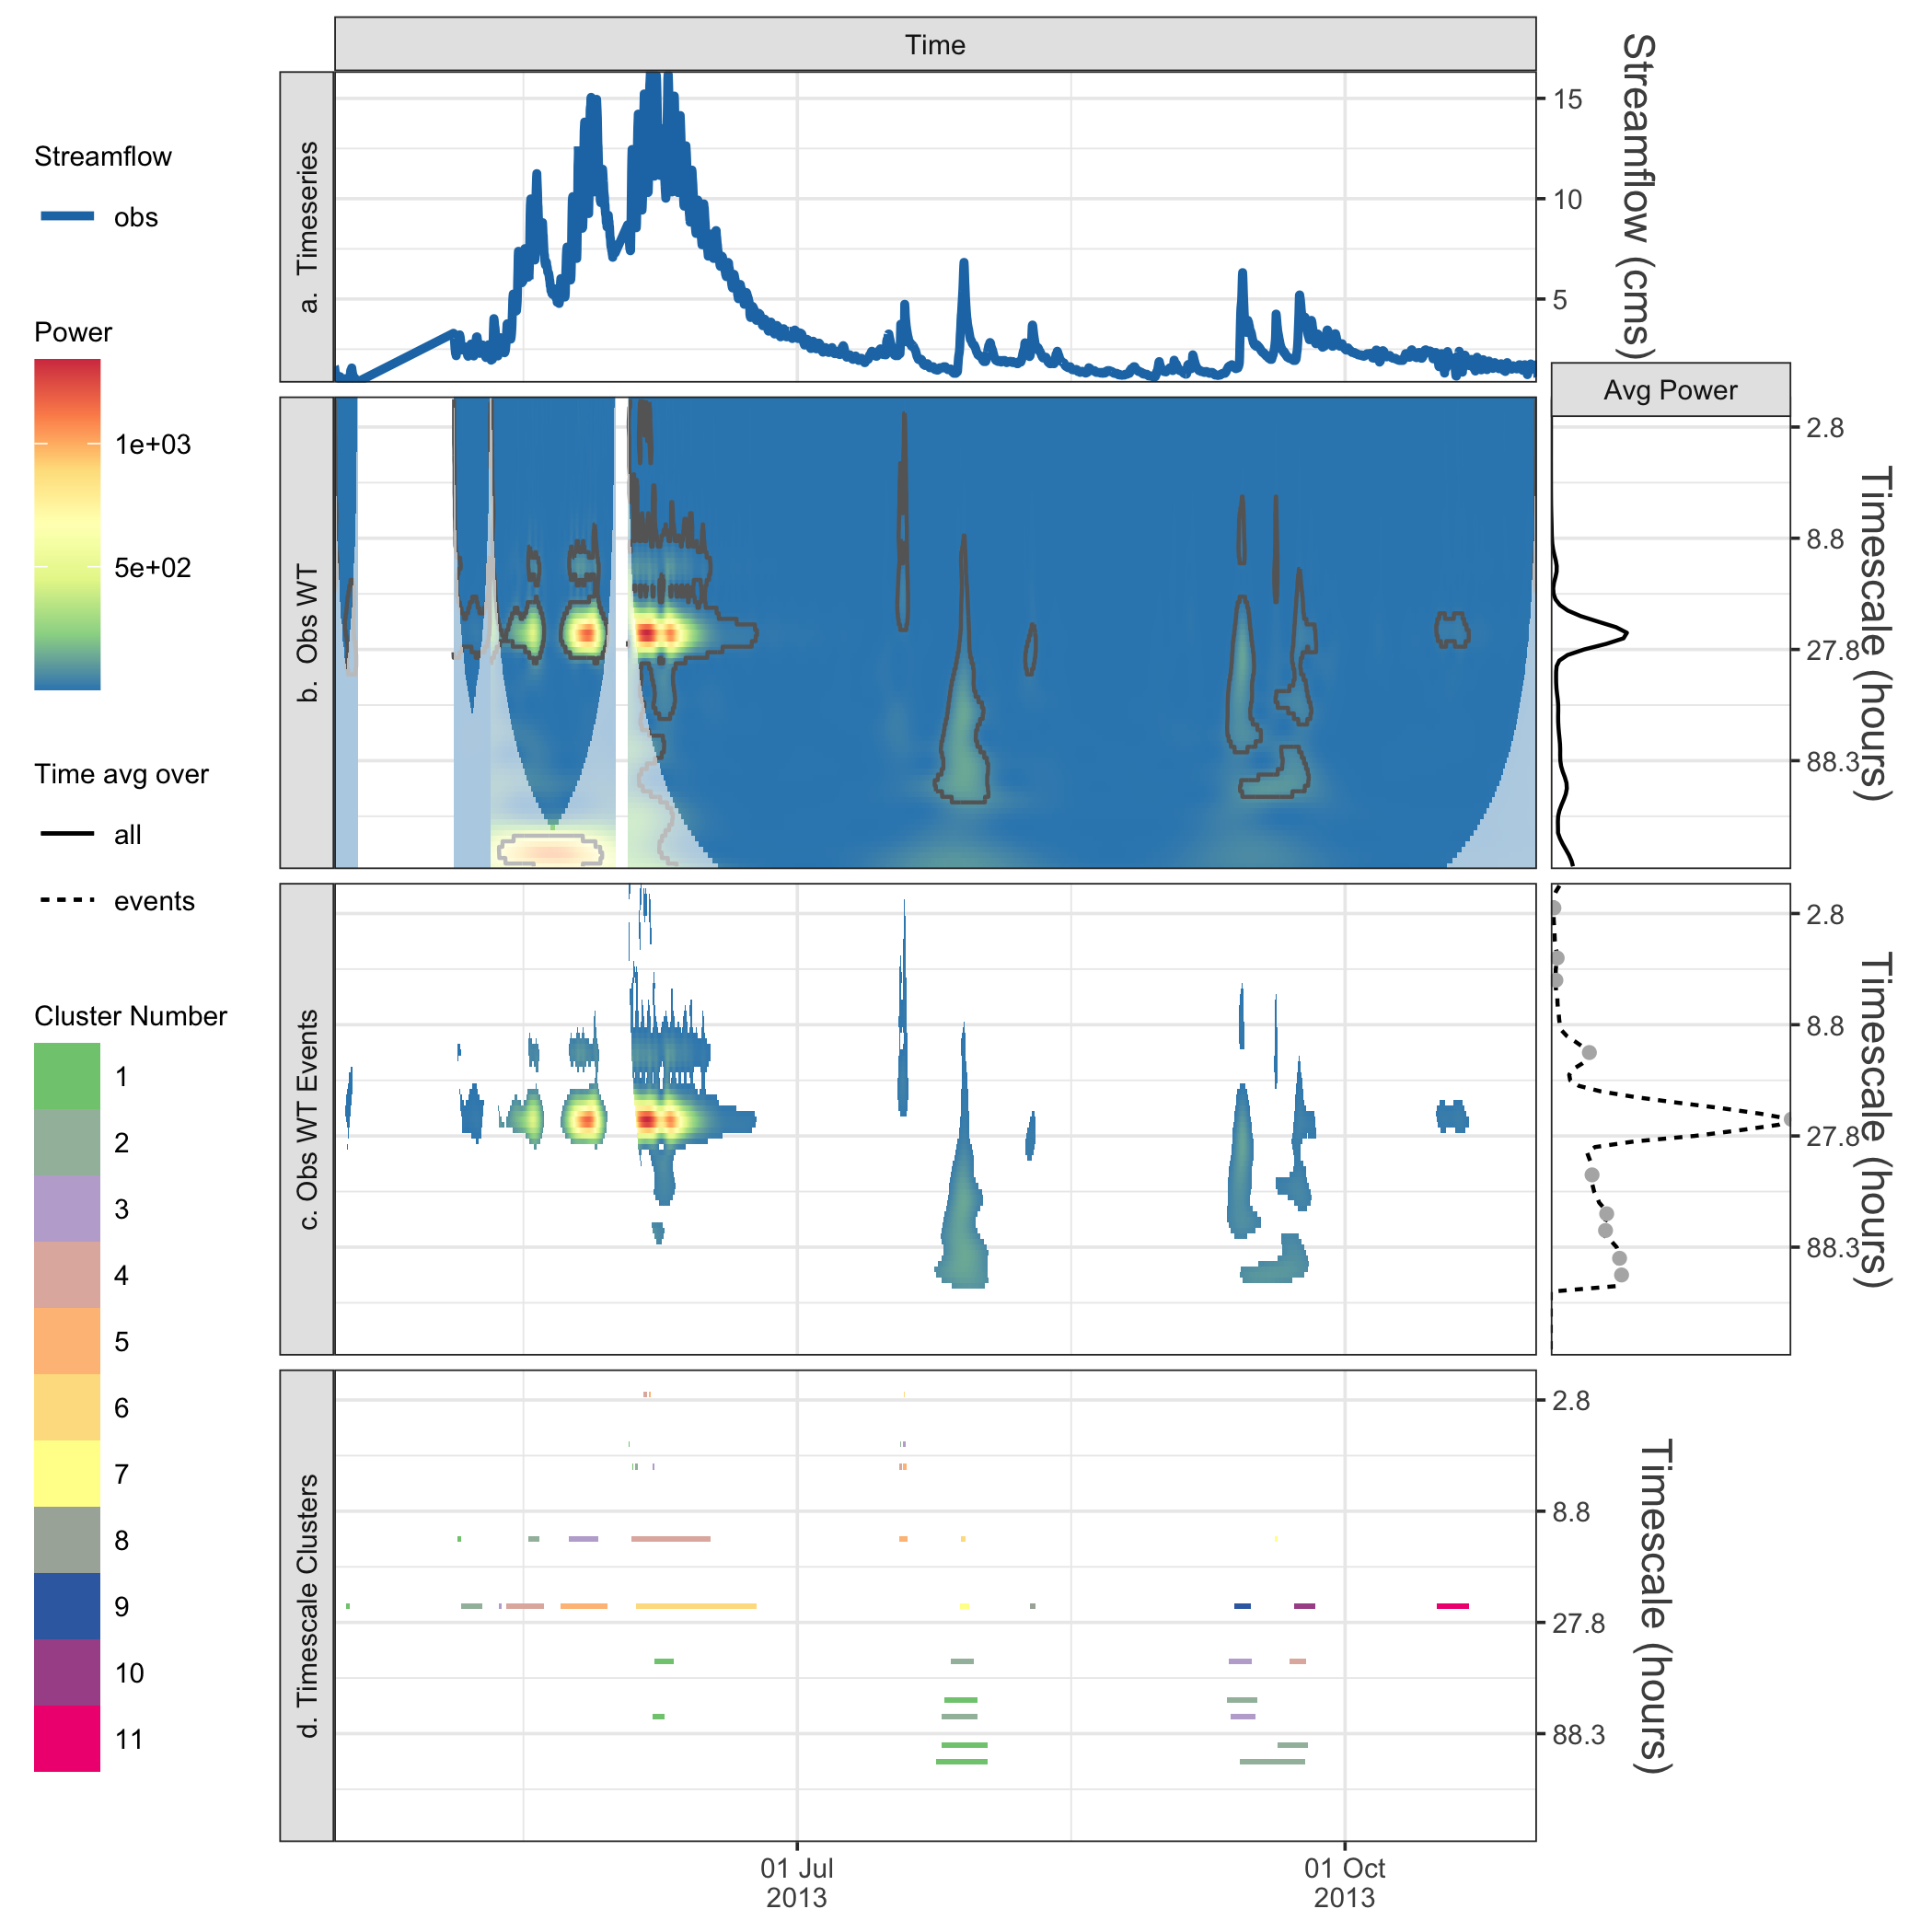 Time
Streamflow (cms)
a. Timeseries
15
10
5
Streamflow
obs
Power
1e+03
5e+02
Avg Power
b. Obs WT
2.8
8.8
27.8
88.3
Timescale (hours)
Time avg over
all
events
c. Obs WT Events
2.8
8.8
27.8
88.3
Timescale (hours)
Cluster Number
1
2
3
4
5
6
7
8
9
10
11
d. Timescale Clusters
2.8
8.8
27.8
88.3
Timescale (hours)
01 Jul
2013
01 Oct
2013